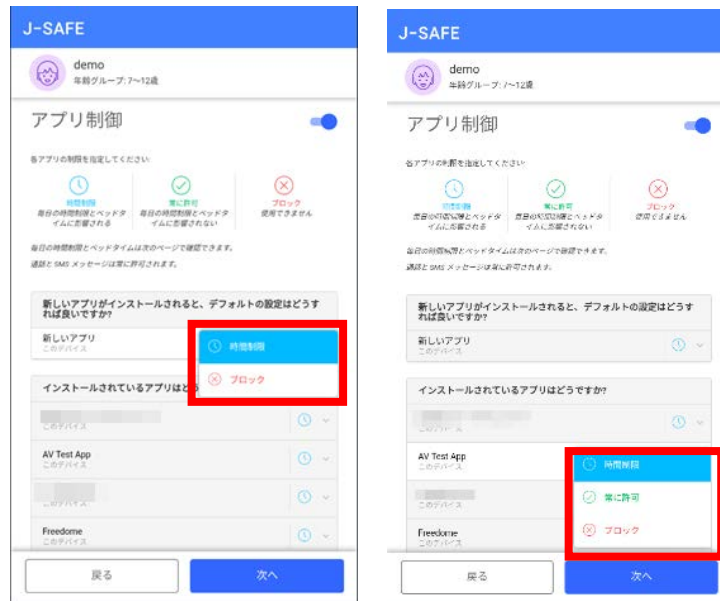 J-SAFE
demo
年齢グループ: 7～12歳
アプリ制御
各アプリの制限を指定してください:
時間制限
毎日の時間制限とベッドタ
イムに影響される
常に許可
毎日の時間制限とベッドタ
イムに影響されない
ブロック
使用できません
毎日の時間制限とベッドタイムは次のページで確認できます。
通話と SMS メッセージは常に許可されます。
新しいアプリがインストールされると、デフォルトの設定はどうす
れば良いですか?
新しいアプリ
このデバイス
時間制限
ブロック
インストールされているアプリはど
このデバイス
AV Test App
このデバイス
このデバイス
Freedome
このデバイス
戻る
次へ
J-SAFE
demo
年齢グループ: 7～12歳
アプリ制御
各アプリの制限を指定してください:
時間制限
毎日の時間制限とベッドタ
イムに影響される
常に許可
毎日の時間制限とベッドタ
イムに影響されない
ブロック
使用できません
毎日の時間制限とベッドタイムは次のページで確認できます。
通話と SMS メッセージは常に許可されます。
新しいアプリがインストールされると、デフォルトの設定はどうす
れば良いですか?
新しいアプリ
このデバイス
インストールされているアプリはどうですか?
このデバイス
AV Test App
このデバイス
時間制限
常に許可
ブロック
このデバイス
Freedome
このデバイス
戻る
次へ